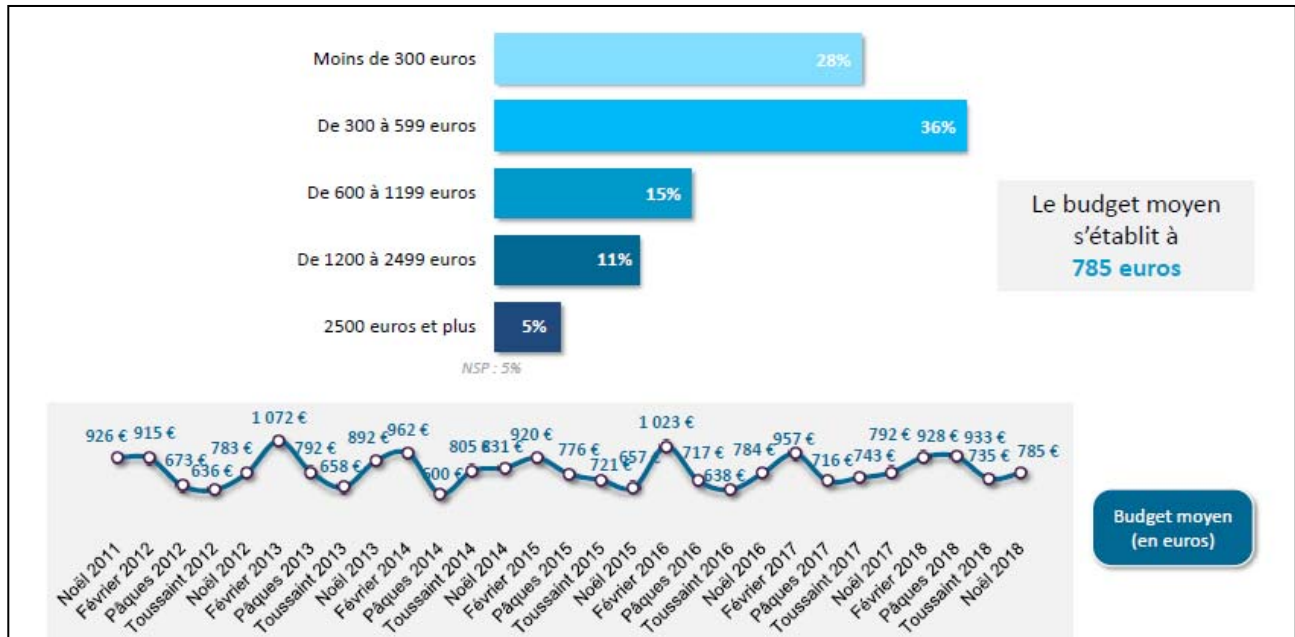 Moins de 300 euros
28%
De 300 à 599 euros
36%
De 600 à 1199 euros
15%
De 1200 à 2499 euros
11%
2500 euros et plus
5%
NSP : 5%
Le budget moyen
s'établit à
785 euros
926 €
915 €
673 €
636 €
783 €
1 072 €
792 €
658 €
892 €
962 €
600 €
805 €
831 €
920 €
776 €
721 €
657 €
1 023 €
717 €
638 €
784 €
957 €
716 €
743 €
792 €
928 €
933 €
735 €
785 €
Noël 2011
Février 2012
Pâques 2012
Toussaint 2012
Noël 2012
Février 2013
Pâques 2013
Toussaint 2013
Noël 2013
Février 2014
Pâques 2014
Toussaint 2014
Noël 2014
Février 2015
Pâques 2015
Toussaint 2015
Noël 2015
Février 2016
Pâques 2016
Toussaint 2016
Noël 2016
Février 2017
Pâques 2017
Toussaint 2017
Noël 2017
Février 2018
Pâques 2018
Toussaint 2018
Noël 2018
Budget moyen
(en euros)